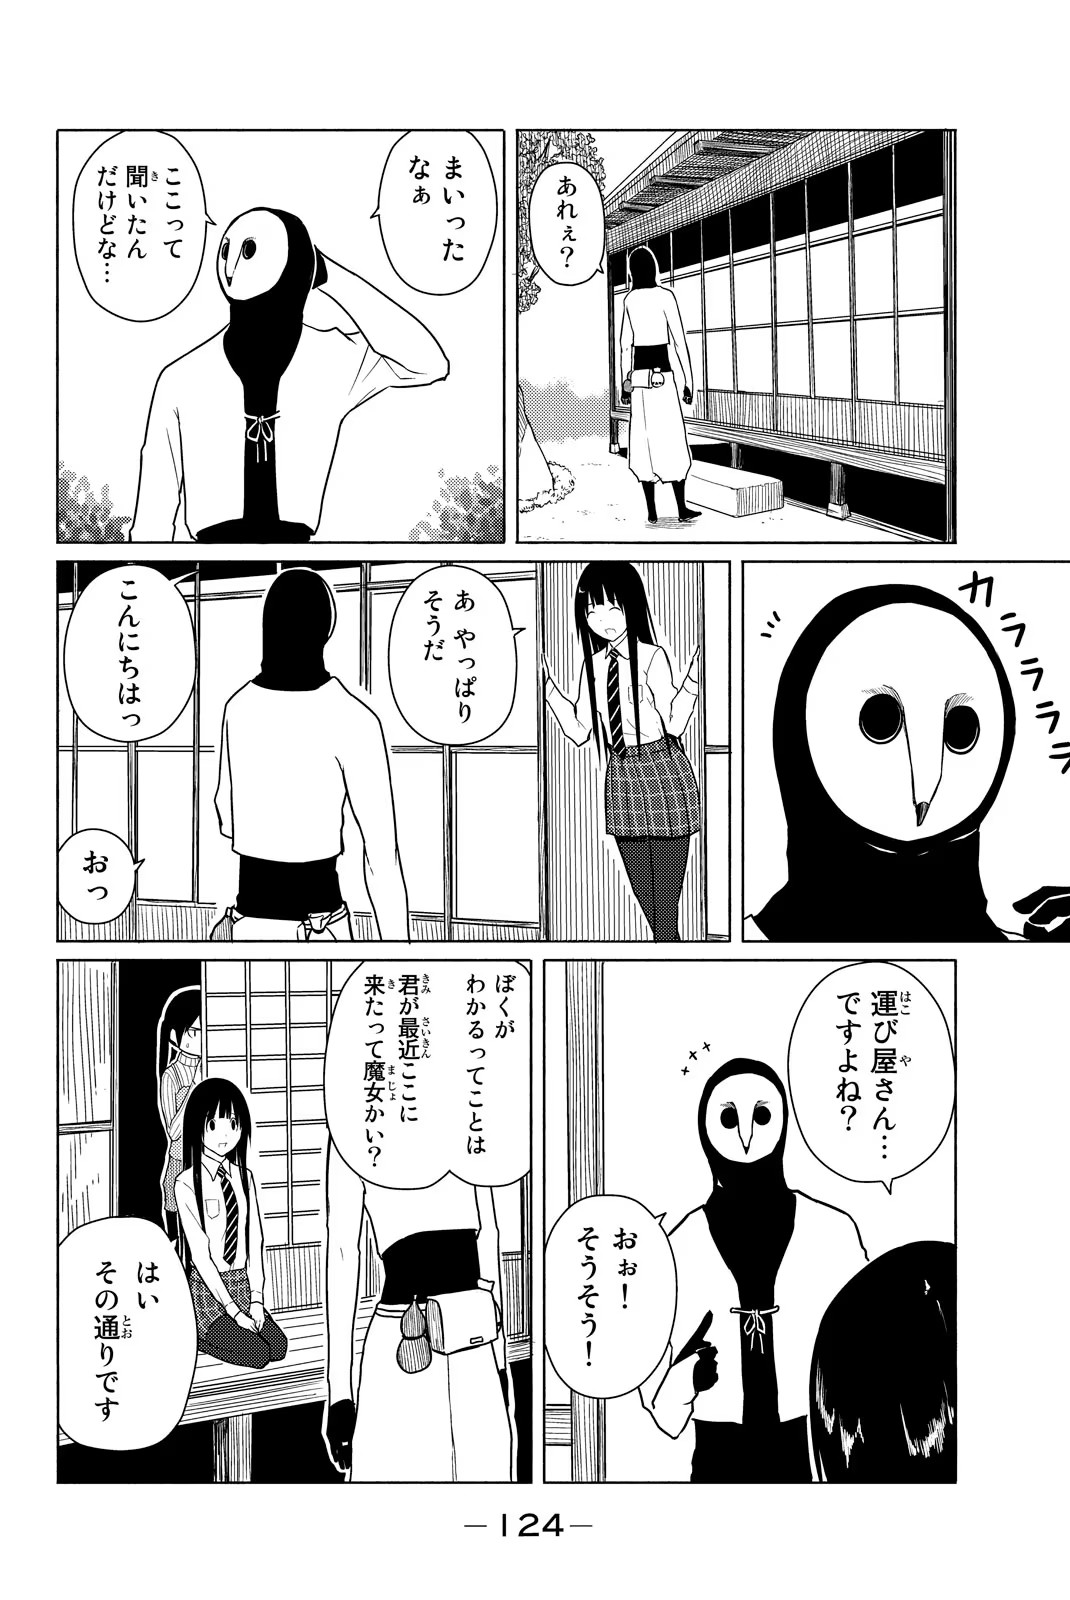 あれぇ？
まいった
なぁ
ここって
聞いたん
だけどな…
カラララララ
あ やっぱり
そうだ
こんにちはっ
おっ
運び屋さん…
ですよね？
おぉ！
そうそう！
ぼくが
わかるってことは
君が最近ここに
来たって魔女かい？
はい
その通りです
—124—